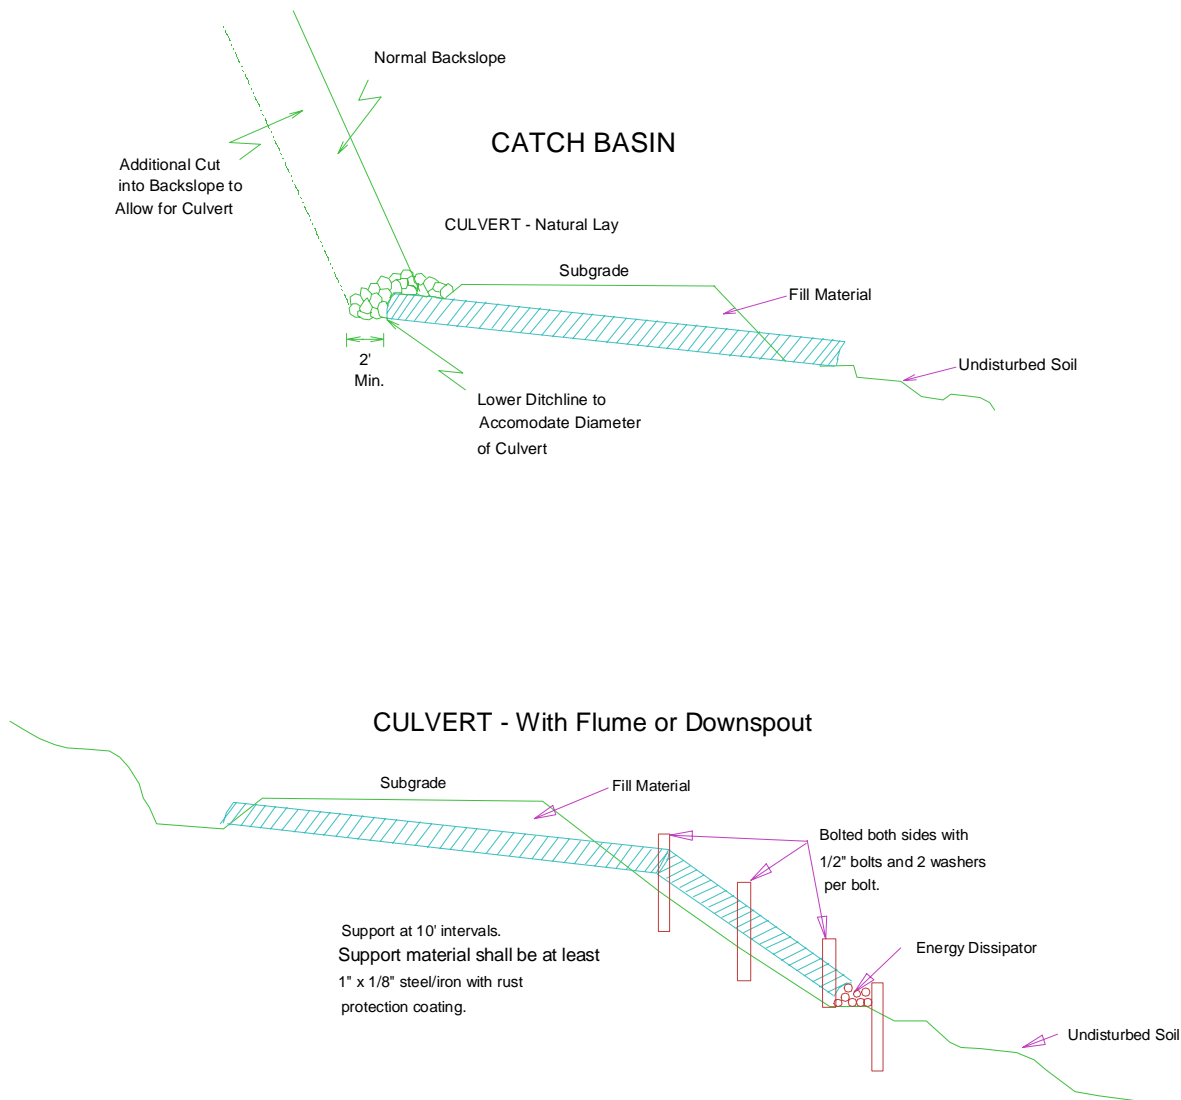 Normal Backslope
CATCH BASIN
Additional Cut
into Backslope to
Allow for Culvert
CULVERT - Natural Lay
Subgrade
Fill Material
2'
Min.
Undisturbed Soil
Lower Ditchline to
Accomodate Diameter
of Culvert
CULVERT - With Flume or Downspout
Subgrade
Fill Material
Bolted both sides with
1/2" bolts and 2 washers
per bolt.
Support at 10' intervals.
Support material shall be at least
1" x 1/8" steel/iron with rust
protection coating.
Energy Dissipator
Undisturbed Soil